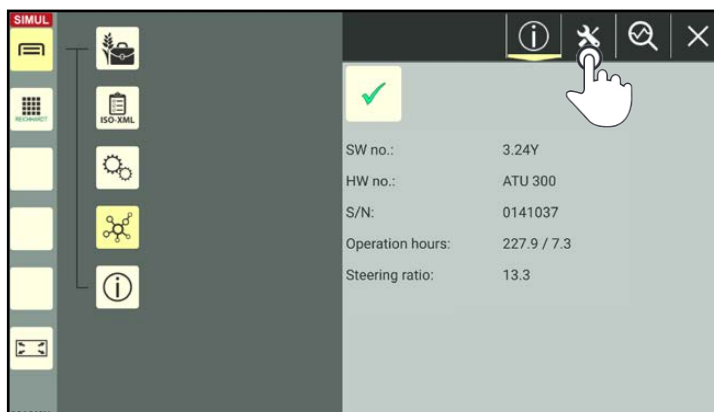 SIMUL
REICHHARDT
ISO-XML
SW no.: 3.24Y
HW no.: ATU 300
S/N: 0141037
Operation hours: 227.9 / 7.3
Steering ratio: 13.3